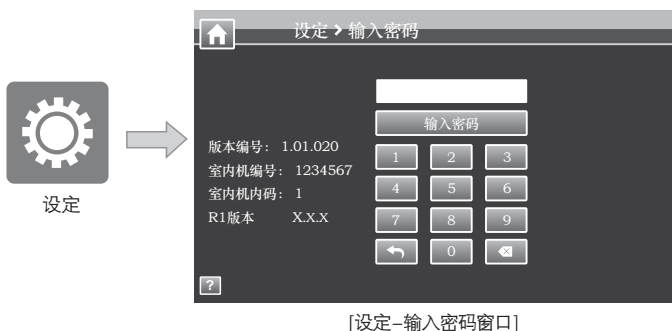 设定 > 输入密码
输入密码
版本编号: 1.01.020
室内机编号: 1234567
室内机内码: 1
R1版本 X.X.X
1 2 3
4 5 6
7 8 9
0
?
设定
[设定–输入密码窗口]